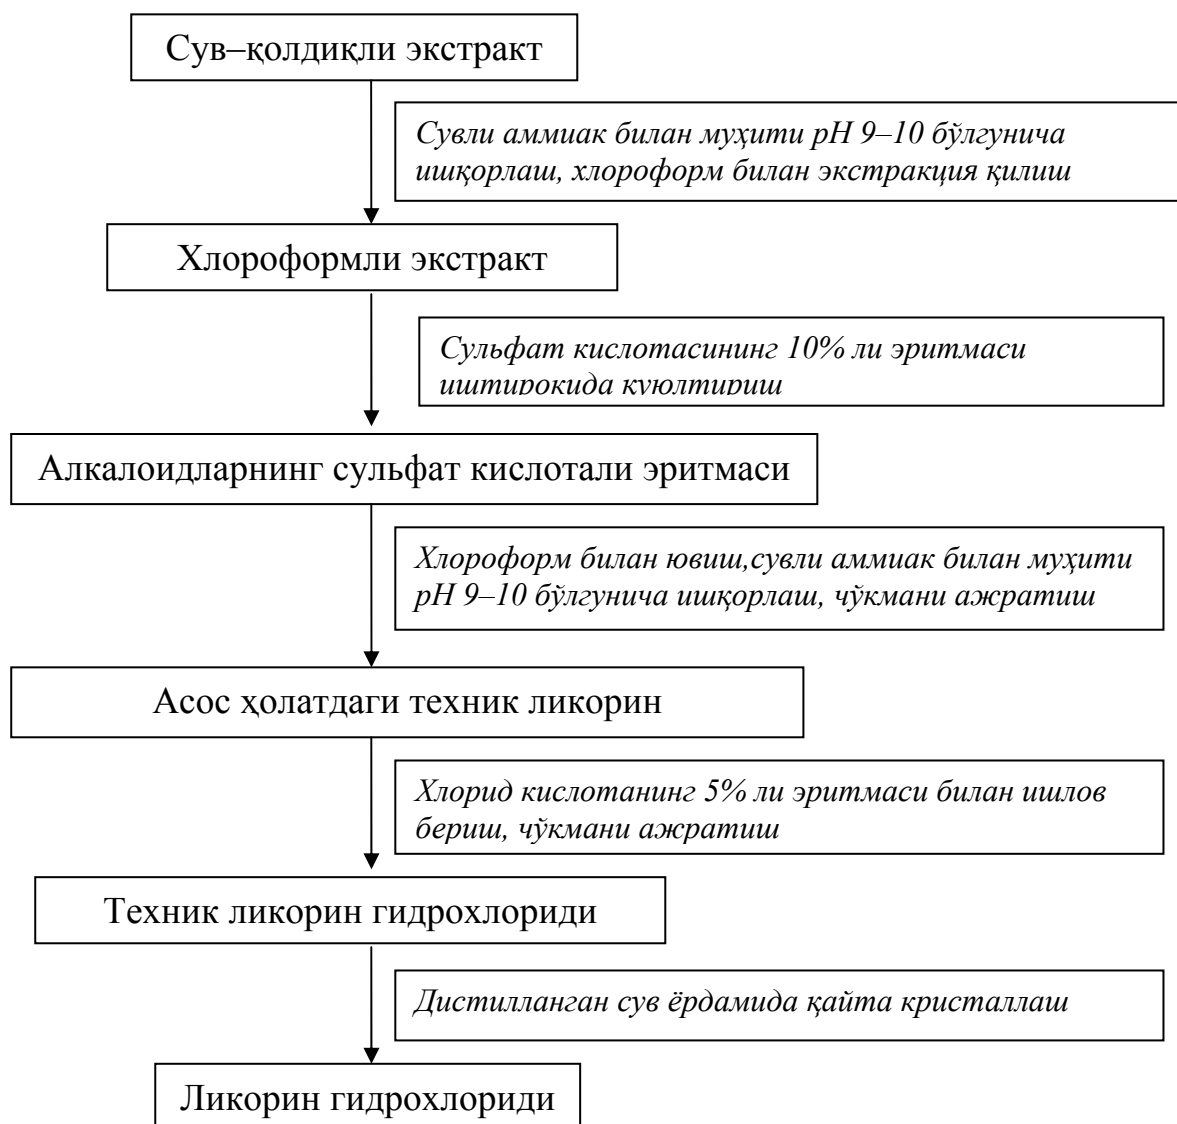 Сув–қолдиқли экстракт
Сувли аммиак билан муҳити рН 9–10 бўлгунича
ишқорлаш, хлороформ билан экстракция қилиш
Хлороформли экстракт
Сульфат кислотасининг 10% ли эритмаси
иштирокида қуюлтириш
Алкалоидларнинг сульфат кислотали эритмаси
Хлороформ билан ювиш,сувли аммиак билан муҳити
рН 9–10 бўлгунича ишқорлаш, чўкмани ажратиш
Асос ҳолатдаги техник ликорин
Хлорид кислотанинг 5% ли эритмаси билан ишлов
бериш, чўкмани ажратиш
Техник ликорин гидрохлориди
Дистилланган сув ёрдамида қайта кристаллаш
Ликорин гидрохлориди